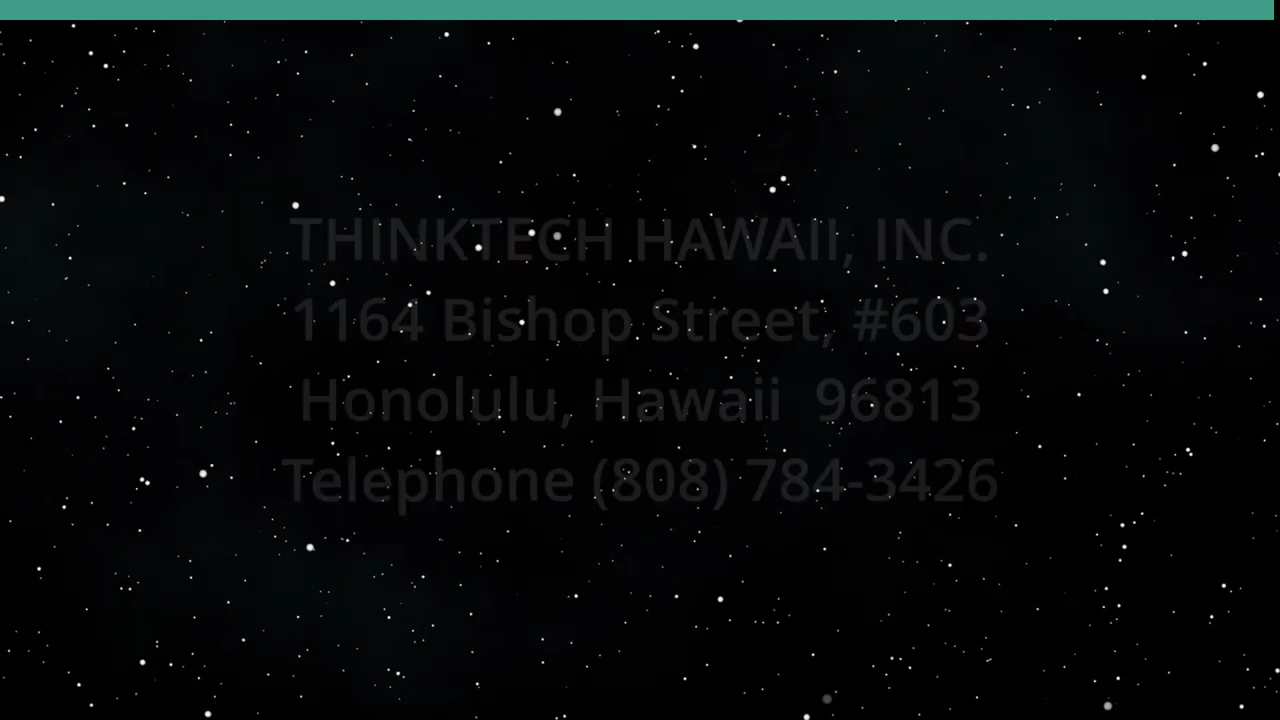 THINKTECH HAWAii, INC.
1164 Bishop Street, #603
Honolulu, Hawaii 96813
Telephone (808) 784-3426